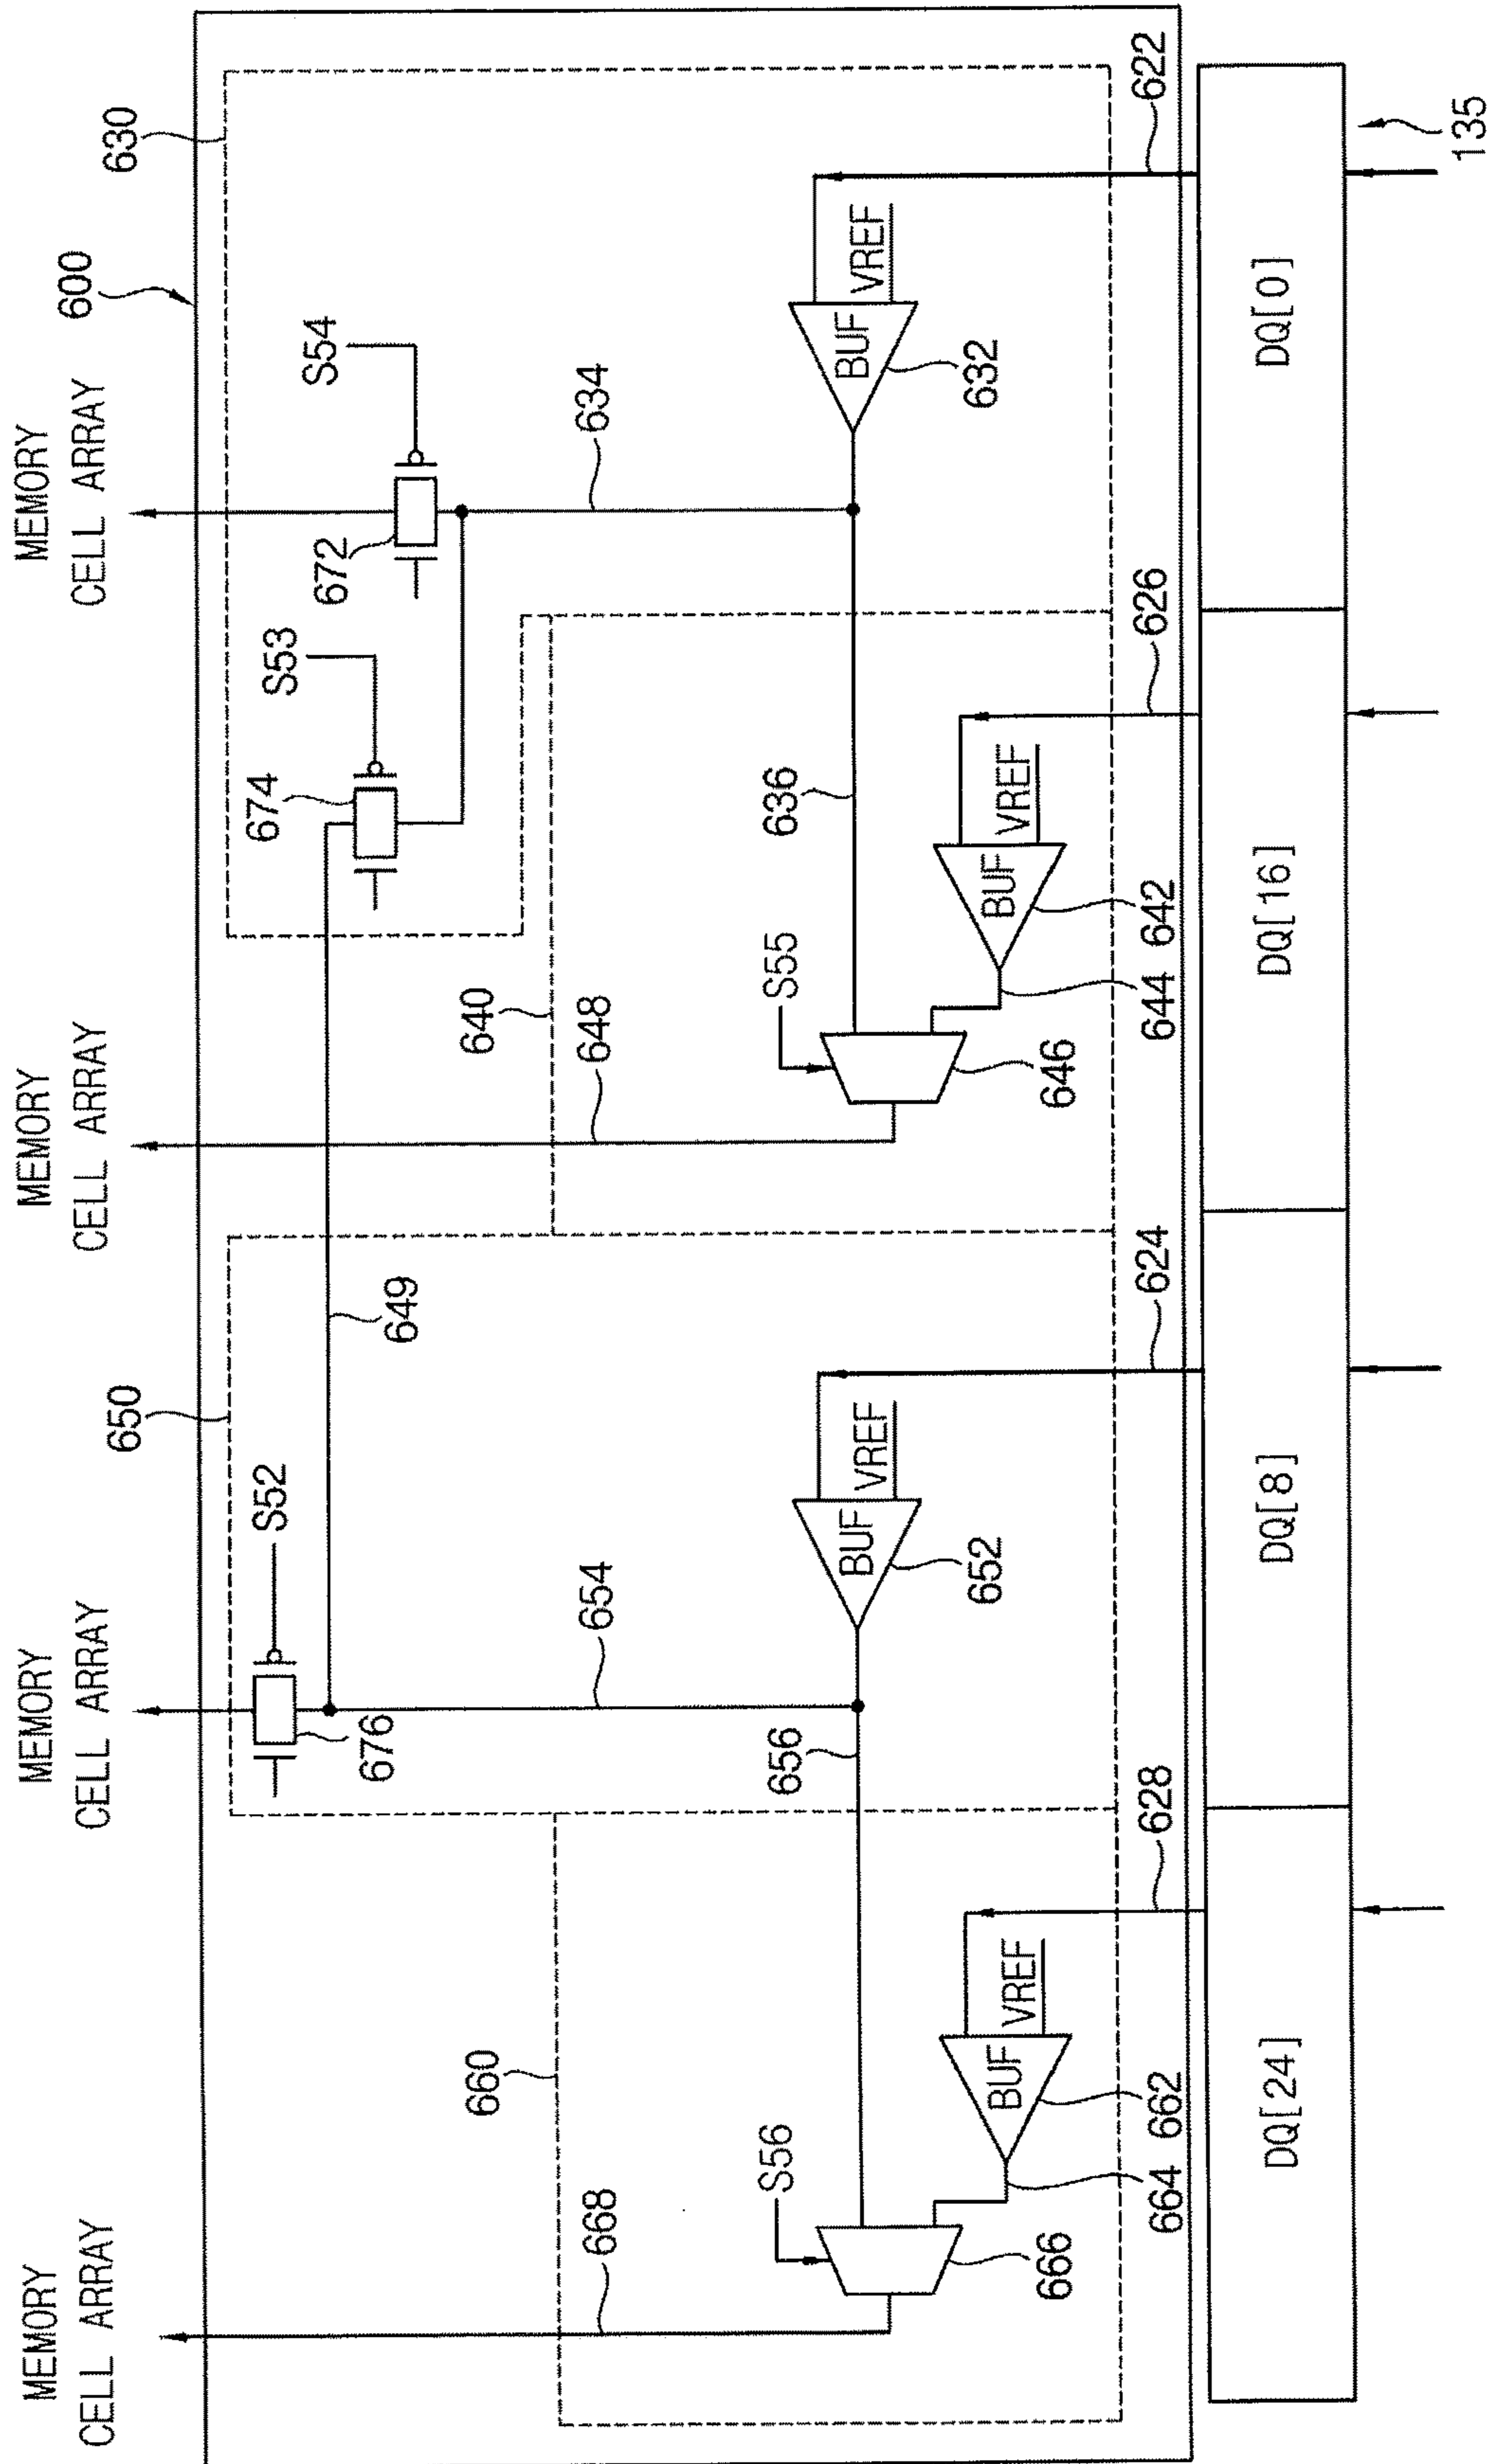 MEMORY
CELL ARRAY
MEMORY
CELL ARRAY
MEMORY
CELL ARRAY
MEMORY
CELL ARRAY
600
630
S54
672
634
S53
674
VREF
BUF
632
622
135
DQ[0]
640
648
636
S55
646
VREF
BUF
642
644
626
DQ[16]
649
650
S52
676
654
656
VREF
BUF
652
624
DQ[8]
660
668
S56
666
VREF
BUF
662
664
628
DQ[24]